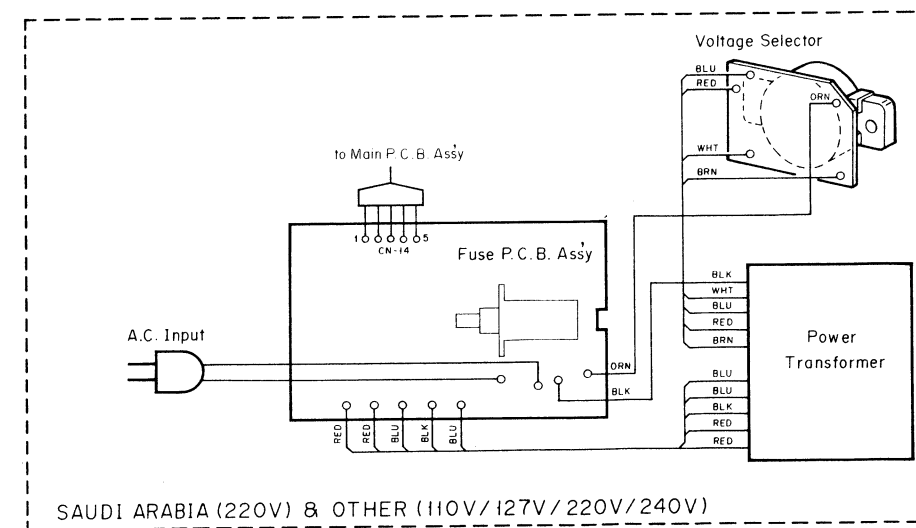 Voltage Selector
BLU
RED
ORN
WHT
BRN
to Main P.C.B. Ass'y
1 5
CN-14
Fuse P.C.B. Ass'y
A.C. Input
ORN
BLK
BLK
WHT
BLU
RED
BRN
Power
Transformer
BLU
BLU
BLK
RED
RED
RED
RED
BLU
BLK
BLU
SAUDI ARABIA (220V) & OTHER (110V/127V/220V/240V)